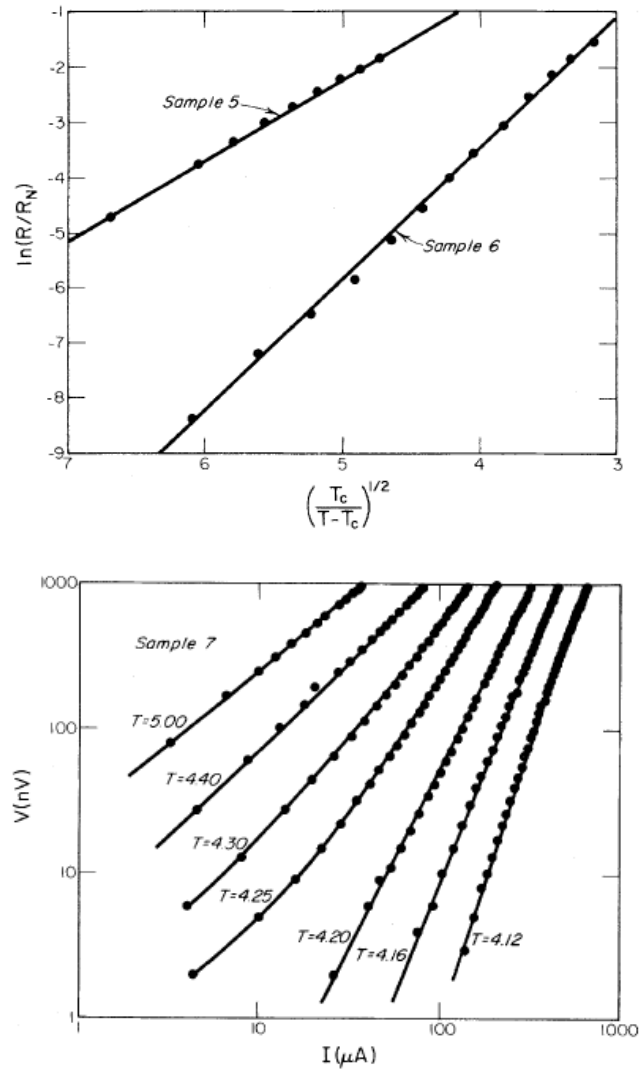 -1
-2
-3
-4
-5
-6
-7
-8
-9
ln(R/R_N)
Sample 5
Sample 6
7 6 5 4 3
(T_c / T-T_c)^1/2
1000
100
10
1
V(nV)
Sample 7
T=5.00
T=4.40
T=4.30
T=4.25
T=4.20
T=4.16
T=4.12
1 10 100 1000
I(μA)